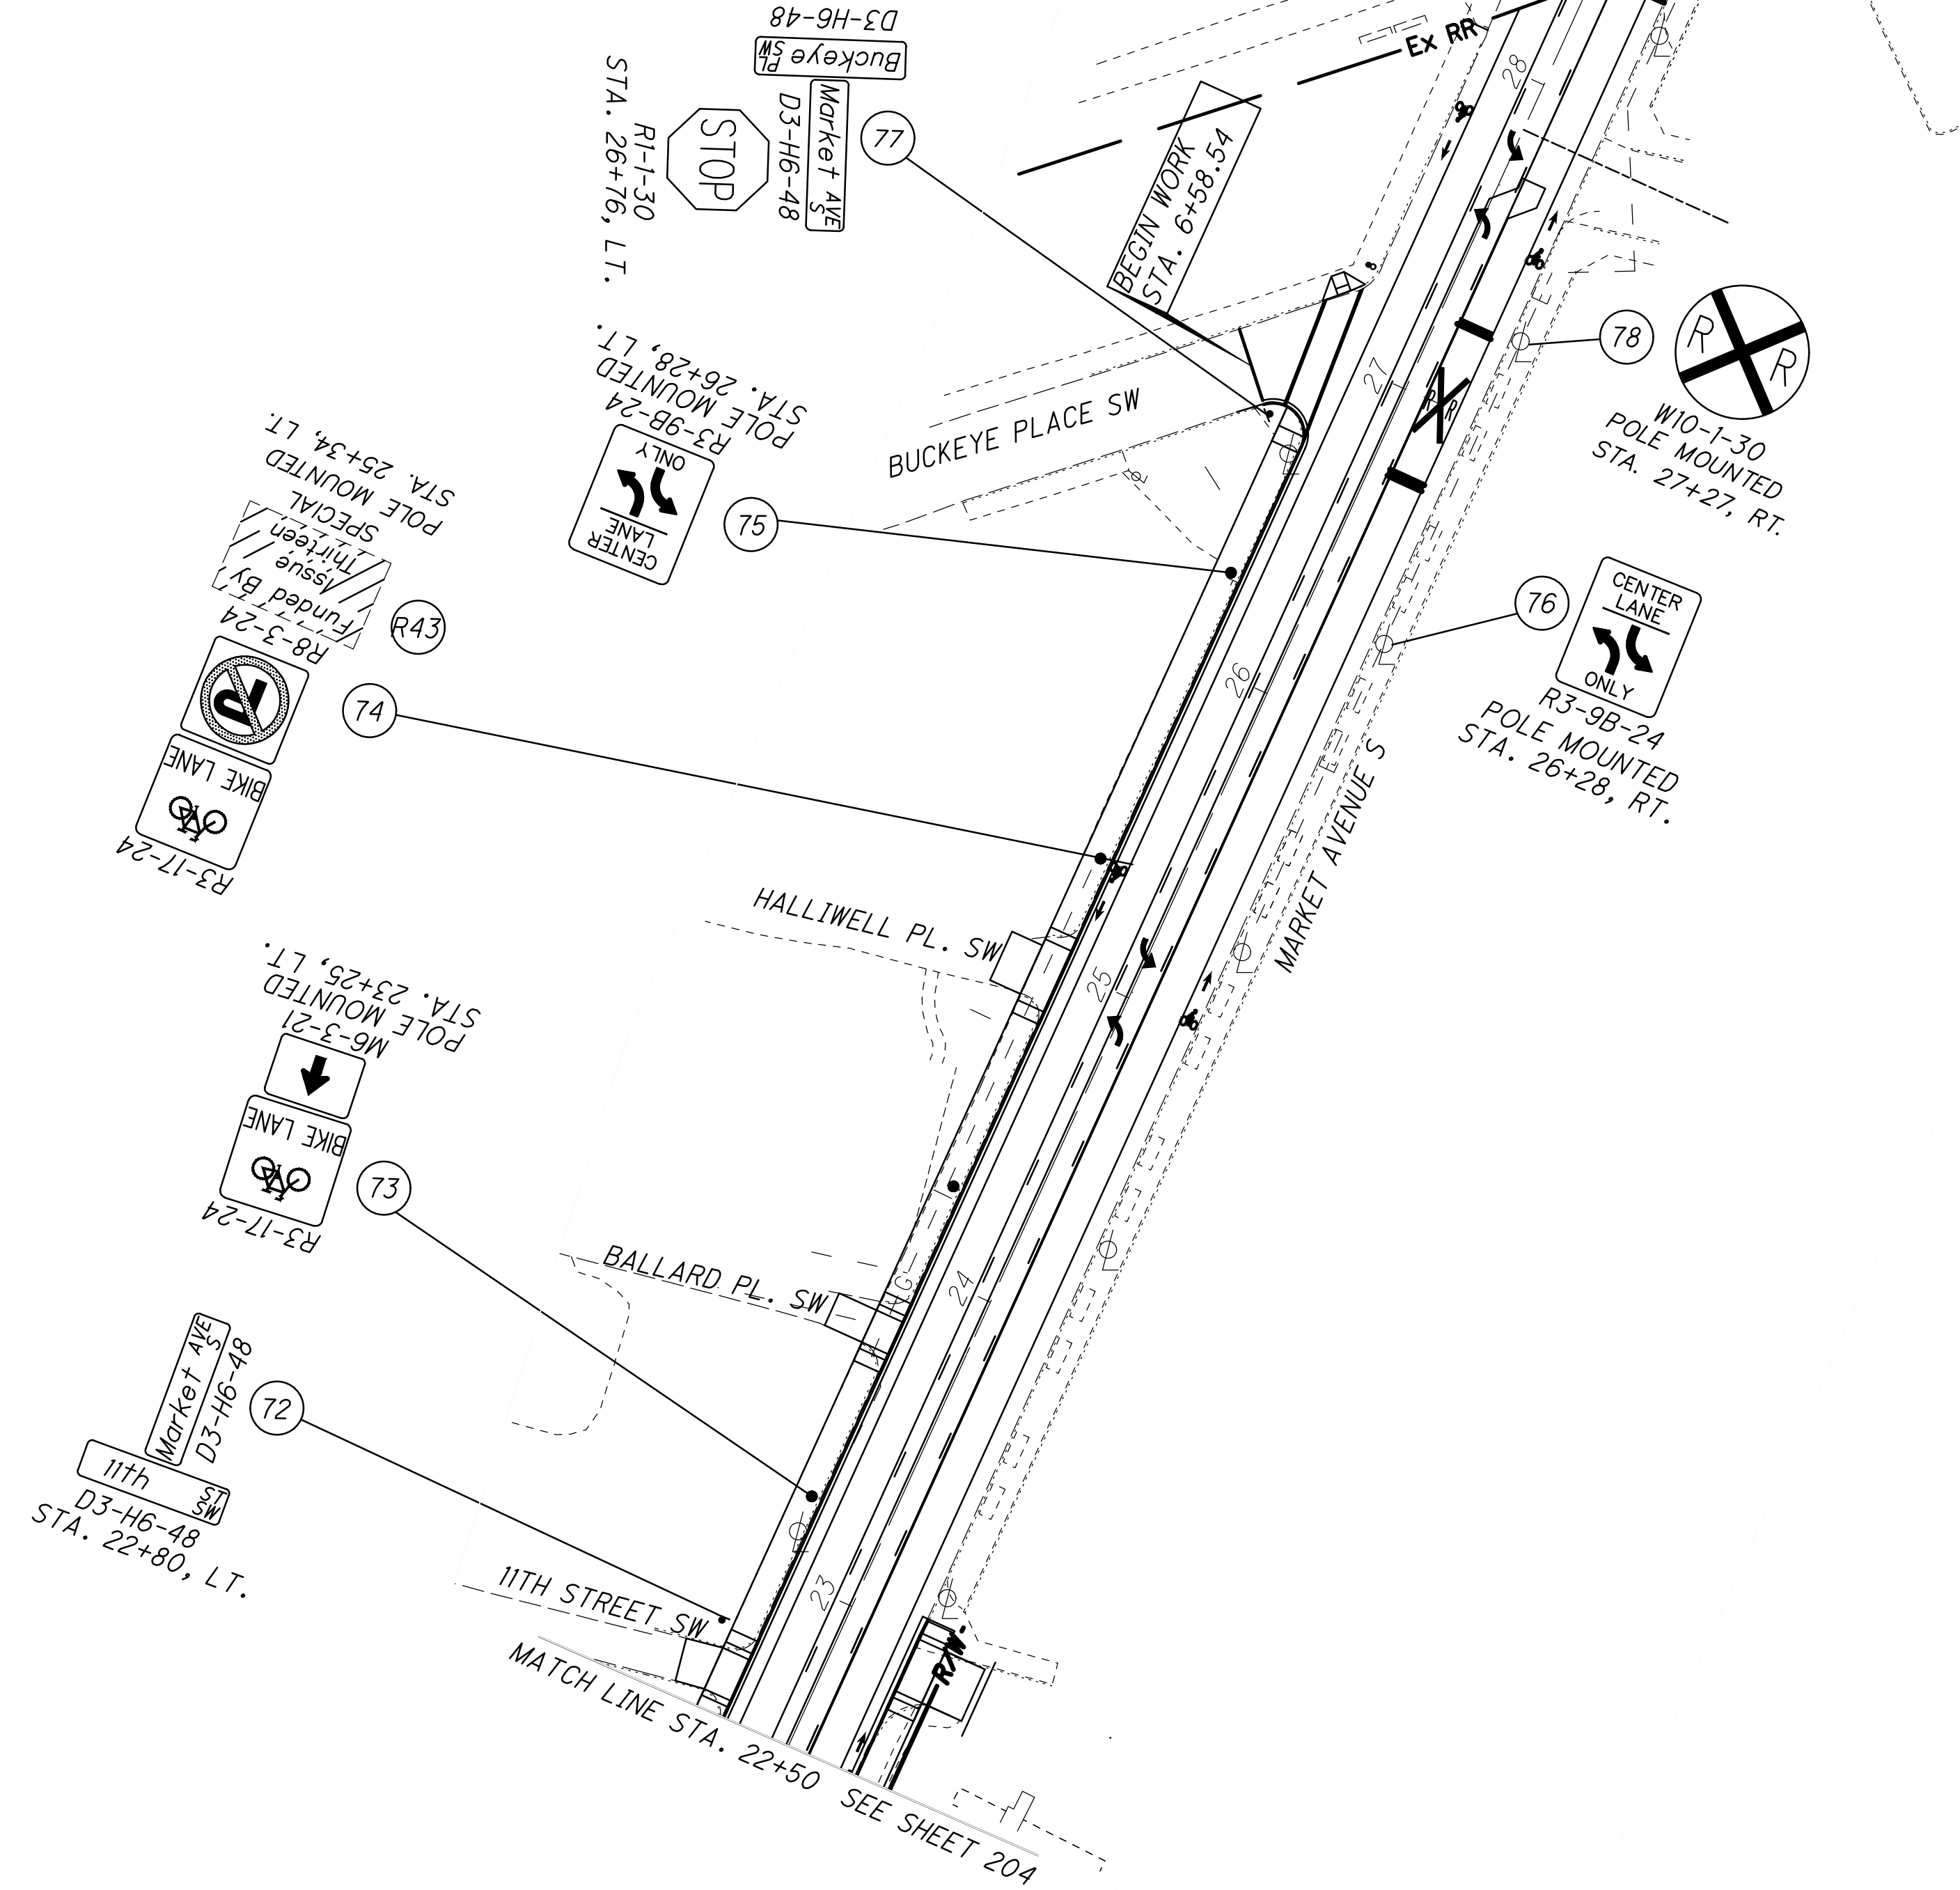 D3-H6-48
Buckeye PL SW
Market AVE S
D3-H6-48
STOP
R1-1-30
STA. 26+76, LT.
77
BEGIN WORK
STA. 6+58.54
Ex RR
28
78
R R
W10-1-30
POLE MOUNTED
STA. 27+27, RT.
27
R R
BUCKEYE PLACE SW
STA. 26+28, LT.
POLE MOUNTED
R3-9B-24
CENTER
LANE
ONLY
75
76
CENTER
LANE
ONLY
R3-9B-24
POLE MOUNTED
STA. 26+28, RT.
26
E
E
MARKET AVENUE S
STA. 25+34, LT.
POLE MOUNTED
SPECIAL
Funded By
Issue
Thirteen
R43
R8-3-24
P
74
BIKE LANE
R3-17-24
HALLIWELL PL. SW
25
STA. 23+25, LT.
POLE MOUNTED
M6-3-21
BIKE LANE
R3-17-24
73
BALLARD PL. SW
G
24
Market AVE S
D3-H6-48
72
11th ST SW
D3-H6-48
STA. 22+80, LT.
23
11TH STREET SW
R/W
MATCH LINE STA. 22+50 SEE SHEET 204